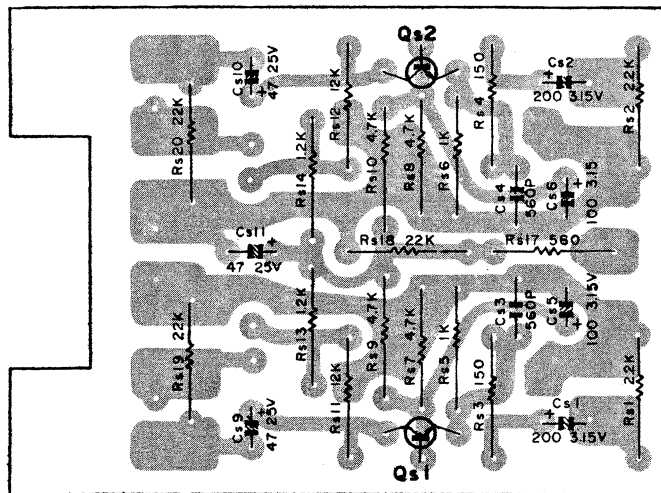 Qs2
Cs10
47 25V
12K
Rs12
150
Rs4
Cs2
200 3.15V
2.2K
Rs2
22K
Rs20
1.2K
Rs14
4.7K
Rs10
4.7K
Rs8
1K
Rs6
Cs4
560P
Cs6
100 3.15
Cs11
47 25V
Rs18 22K
Rs17 560
22K
Rs19
1.2K
Rs13
4.7K
Rs9
4.7K
Rs7
1K
Rs5
Cs3
560P
Cs5
100 3.15V
Cs9
47 25V
12K
Rs11
150
Rs3
Cs1
200 3.15V
2.2K
Rs1
Qs1